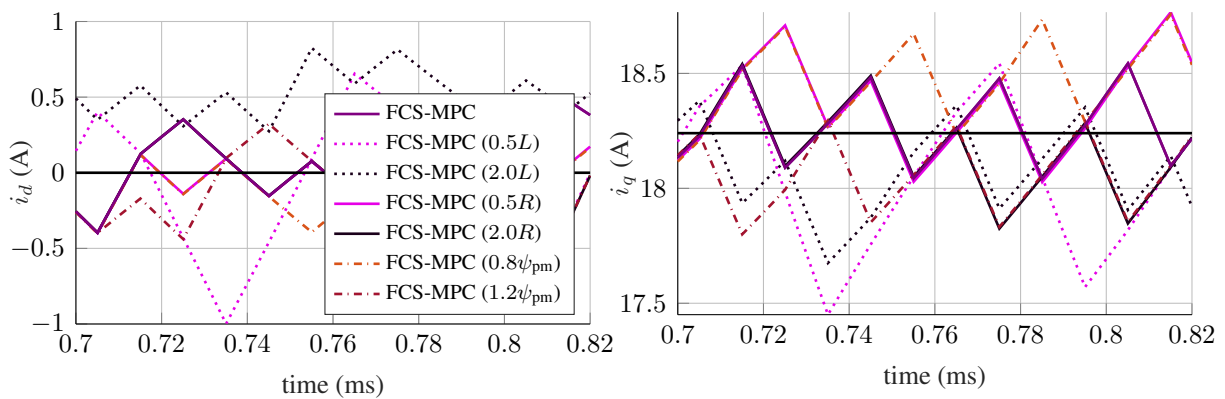 1
0.5
0
−0.5
−1
0.7
0.72
0.74
0.76
0.78
0.8
0.82
time (ms)
i_d (A)
FCS-MPC
FCS-MPC (0.5L)
FCS-MPC (2.0L)
FCS-MPC (0.5R)
FCS-MPC (2.0R)
FCS-MPC (0.8ψ_pm)
FCS-MPC (1.2ψ_pm)
18.5
18
17.5
0.7
0.72
0.74
0.76
0.78
0.8
0.82
time (ms)
i_q (A)